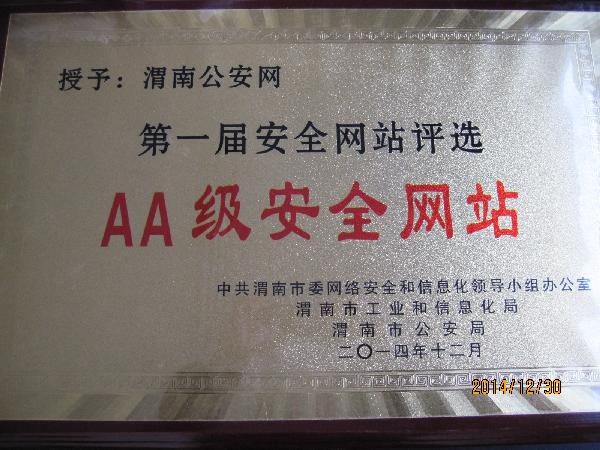 授予：渭南公安网
第一届安全网站评选
AA级安全网站
中共渭南市委网络安全和信息化领导小组办公室
渭南市工业和信息化局
渭南市公安局
二〇一四年十二月
2014/12/30